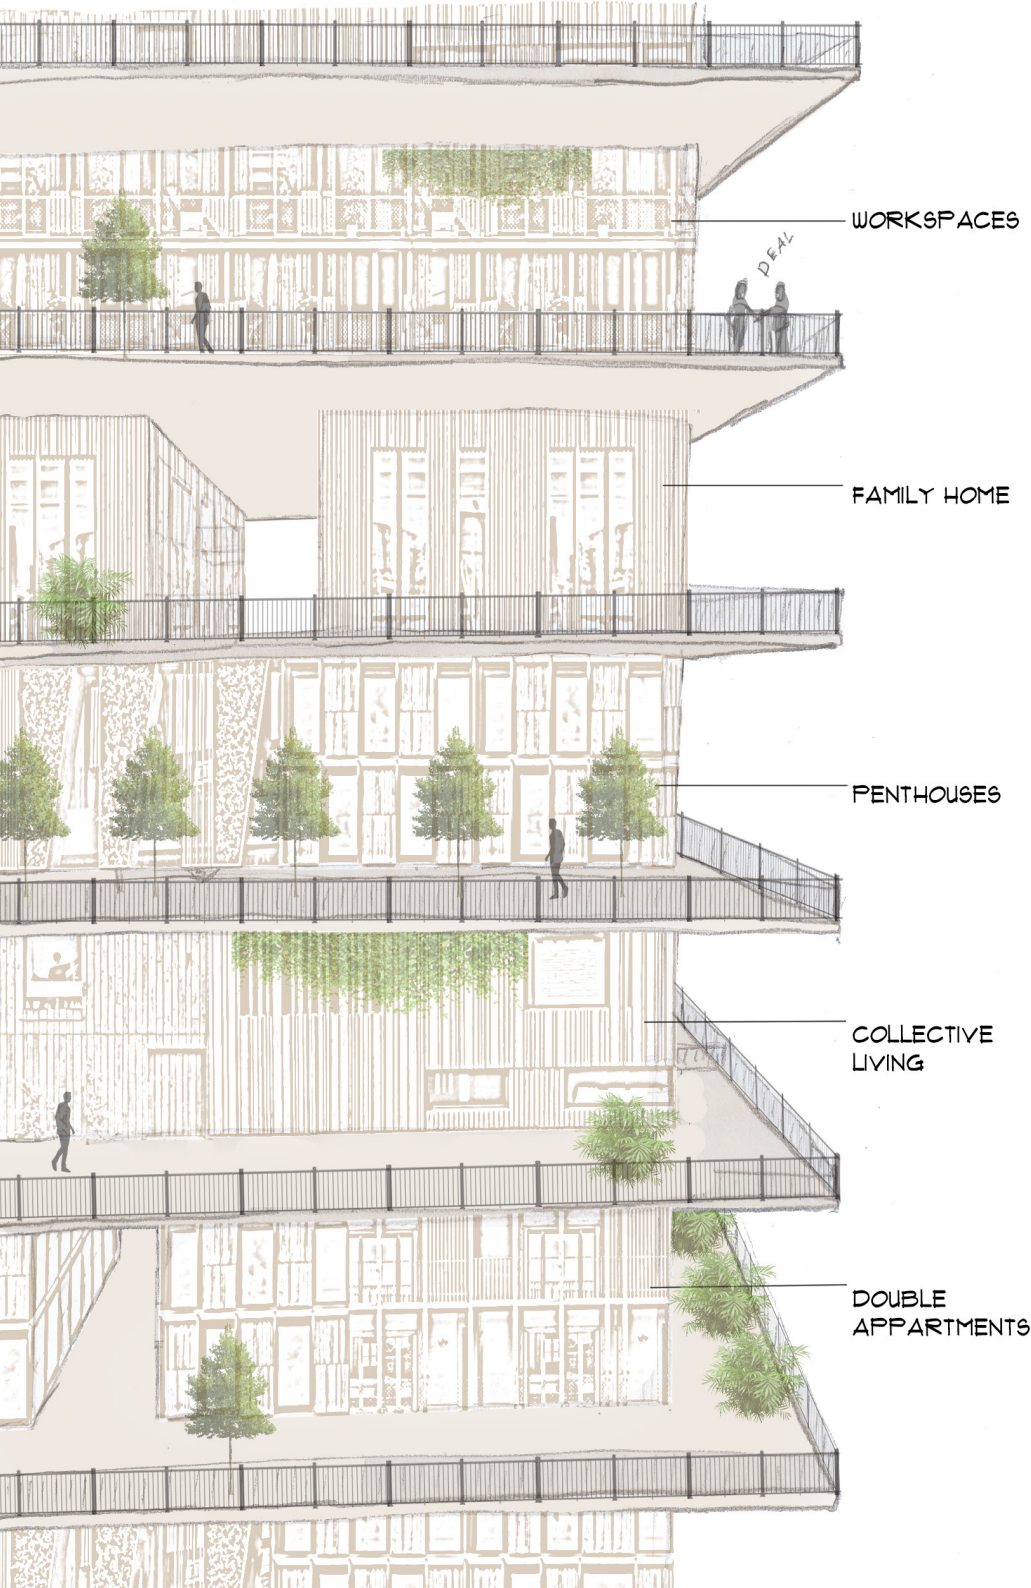 WORKSPACES
DEAL
FAMILY HOME
PENTHOUSES
COLLECTIVE
LIVING
DOUBLE
APPARTMENTS